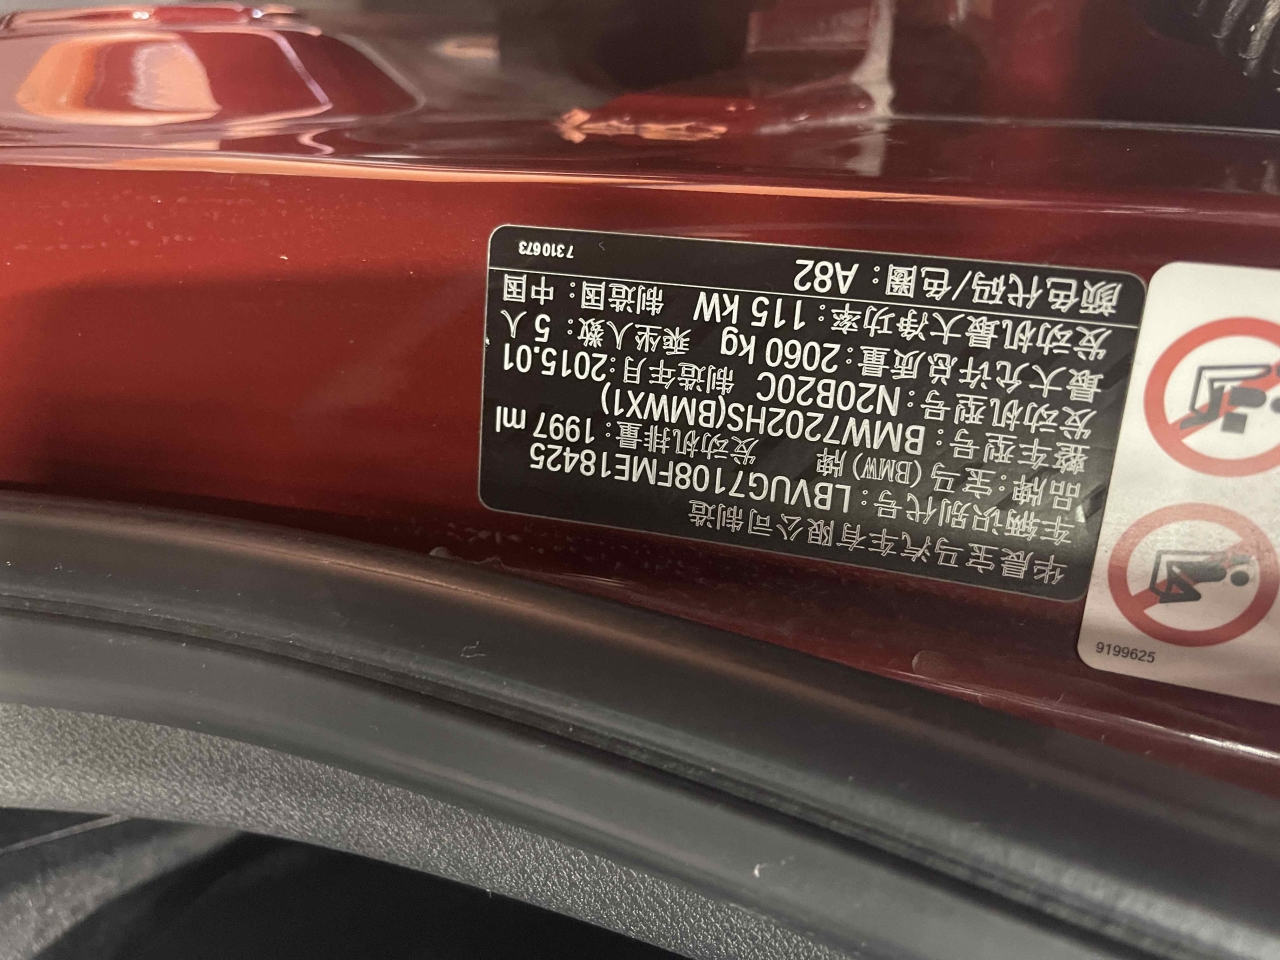 华晨宝马汽车有限公司制造
车辆识别代号：LBVUG7108FME18425
品牌：宝马（BMW）牌 发动机排量：1997 ml
整车型号：BMW7202HS(BMWX1)
发动机型号：N20B20C 制造年月：2015.01
最大允许总质量：2060 kg 乘坐人数：5 人
发动机最大净功率：115 kW 制造国：中国
颜色代码/色圈：A82
7310673
9199625